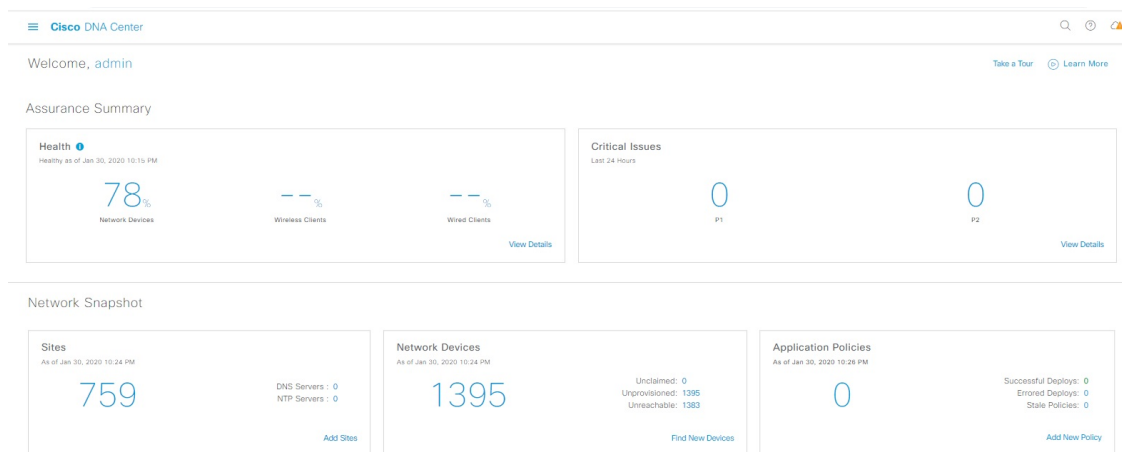 Cisco DNA Center
Welcome, admin
Take a Tour
Learn More
Assurance Summary
Health
Healthy as of Jan 30, 2020 10:15 PM
78%
Network Devices
--%
Wireless Clients
--%
Wired Clients
View Details
Critical Issues
Last 24 Hours
0
P1
0
P2
View Details
Network Snapshot
Sites
As of Jan 30, 2020 10:24 PM
759
DNS Servers : 0
NTP Servers : 0
Add Sites
Network Devices
As of Jan 30, 2020 10:24 PM
1395
Unclaimed: 0
Unprovisioned: 1395
Unreachable: 1383
Find New Devices
Application Policies
As of Jan 30, 2020 10:26 PM
0
Successful Deploys: 0
Errored Deploys: 0
Stale Policies: 0
Add New Policy